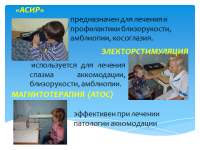 «АСИР»
предназначен для лечения и
профилактики близорукости,
амблиопии, косоглазия.
ЭЛЕКТОРСТИМУЛЯЦИЯ
используется для лечения
спазма аккомодации,
близорукости, амблиопии.
МАГНИТОТЕРАПИЯ (АТОС)
эффективен при лечении
патологии аккомодации